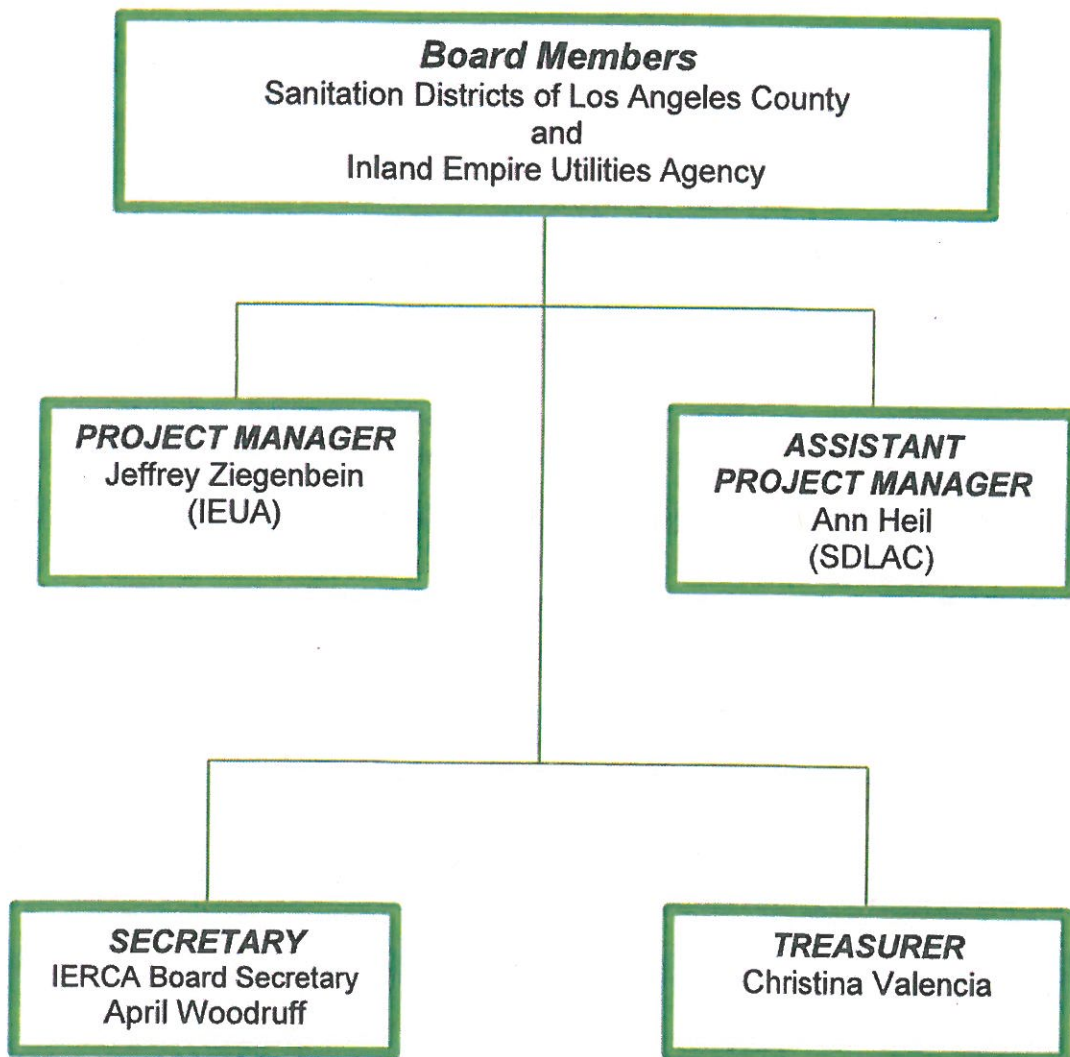 Board Members
Sanitation Districts of Los Angeles County
and
Inland Empire Utilities Agency
PROJECT MANAGER
Jeffrey Ziegenbein
(IEUA)
ASSISTANT
PROJECT MANAGER
Ann Heil
(SDLAC)
SECRETARY
IERCA Board Secretary
April Woodruff
TREASURER
Christina Valencia